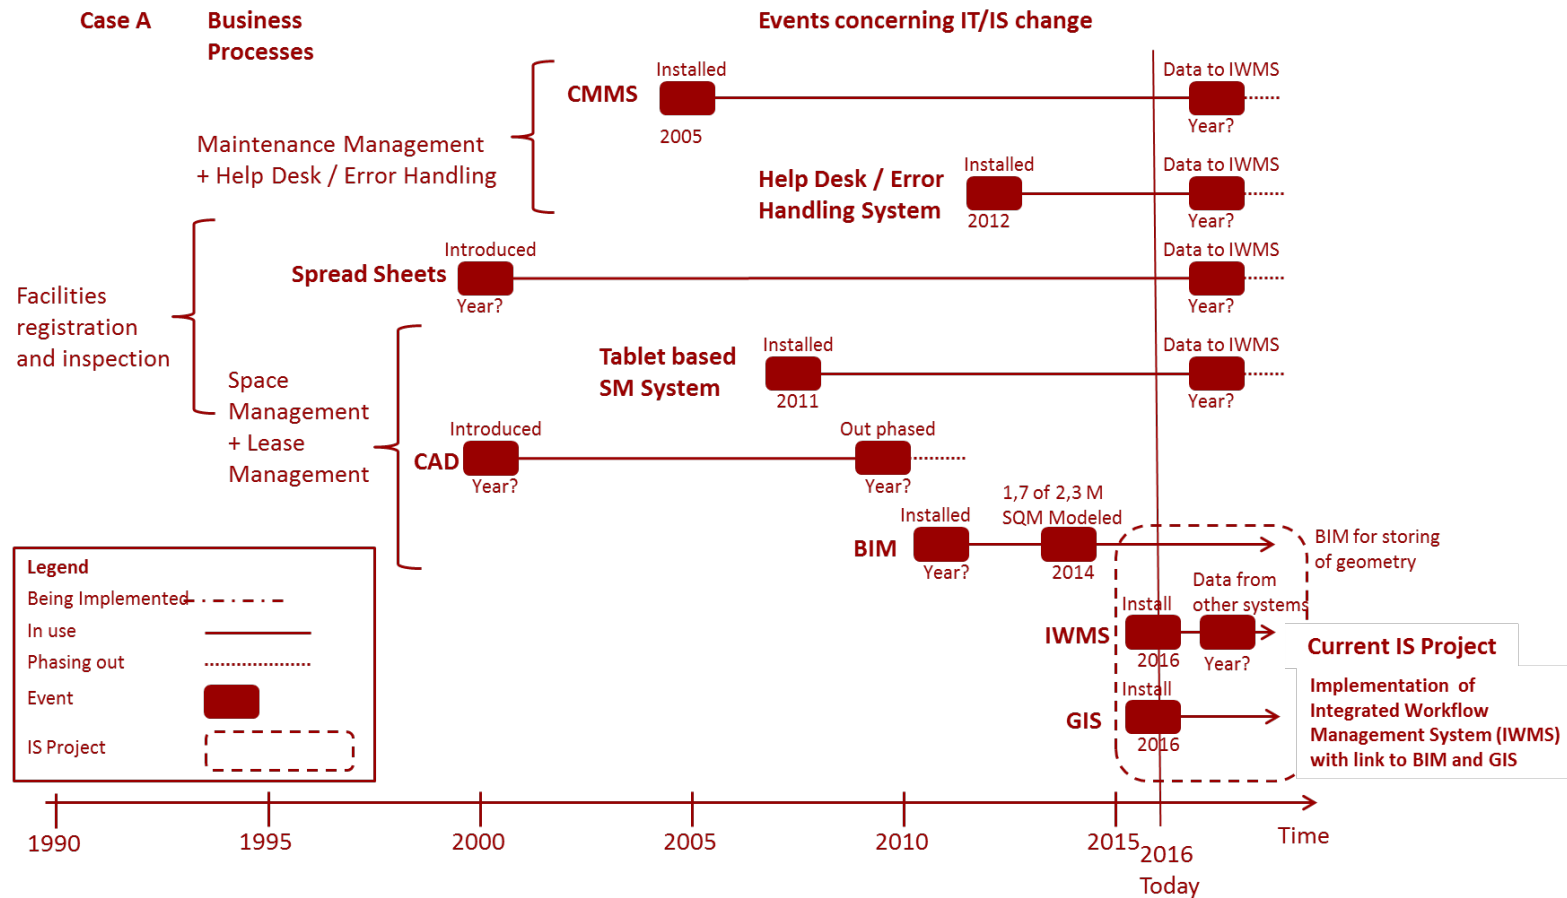 Case A
Business
Processes
Events concerning IT/IS change
Installed
CMMS
2005
Data to IWMS
Year?
Maintenance Management
+ Help Desk / Error Handling
Installed
Help Desk / Error
Handling System
2012
Data to IWMS
Year?
Introduced
Spread Sheets
Year?
Data to IWMS
Year?
Facilities
registration
and inspection
Installed
Tablet based
SM System
2011
Data to IWMS
Year?
Space
Management
+ Lease
Management
Introduced
CAD
Year?
Out phased
Year?
Installed
BIM
Year?
1,7 of 2,3 M
SQM Modeled
2014
BIM for storing
of geometry
Install
IWMS
2016
Data from
other systems
Year?
Install
GIS
2016
Current IS Project
Implementation of
Integrated Workflow
Management System (IWMS)
with link to BIM and GIS
Legend
Being Implemented
In use
Phasing out
Event
IS Project
1990
1995
2000
2005
2010
2015
2016
Today
Time